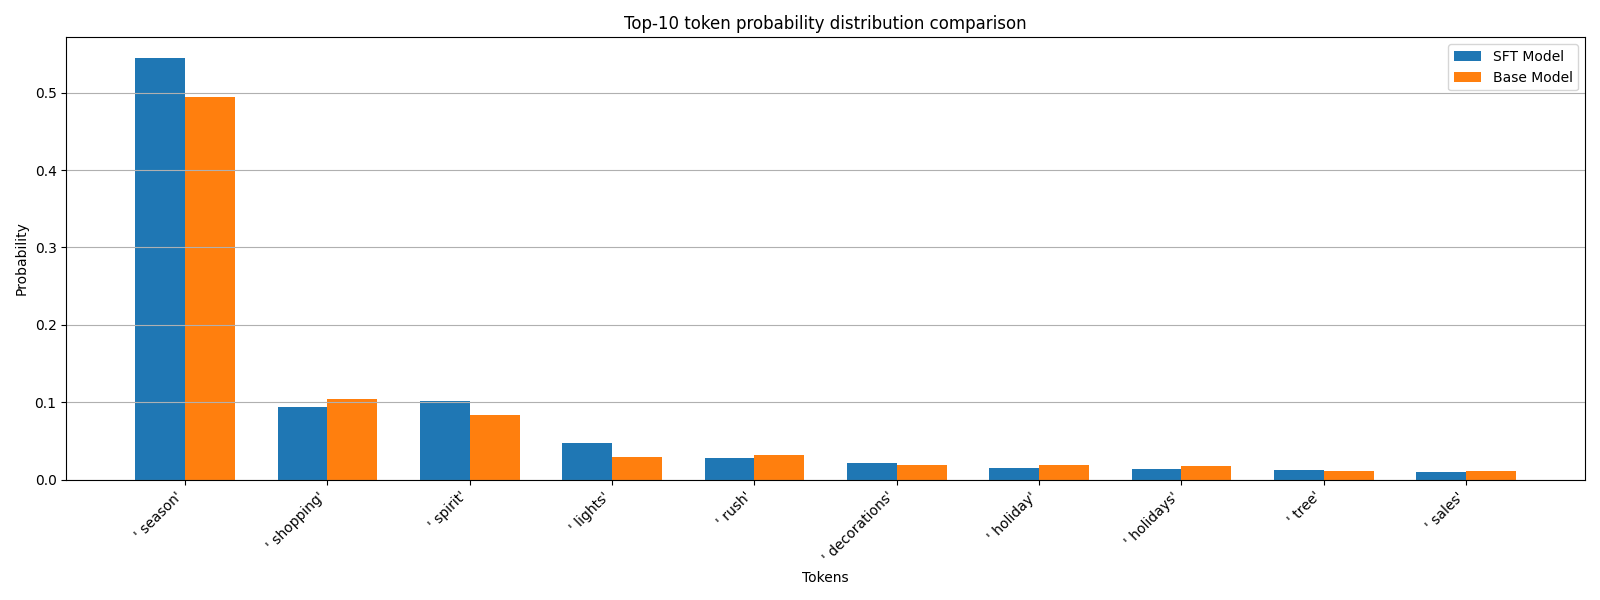 Top-10 token probability distribution comparison
SFT Model
Base Model
Probability
0.5
0.4
0.3
0.2
0.1
0.0
' season'
' shopping'
' spirit'
' lights'
' rush'
' decorations'
' holiday'
' holidays'
' tree'
' sales'
Tokens